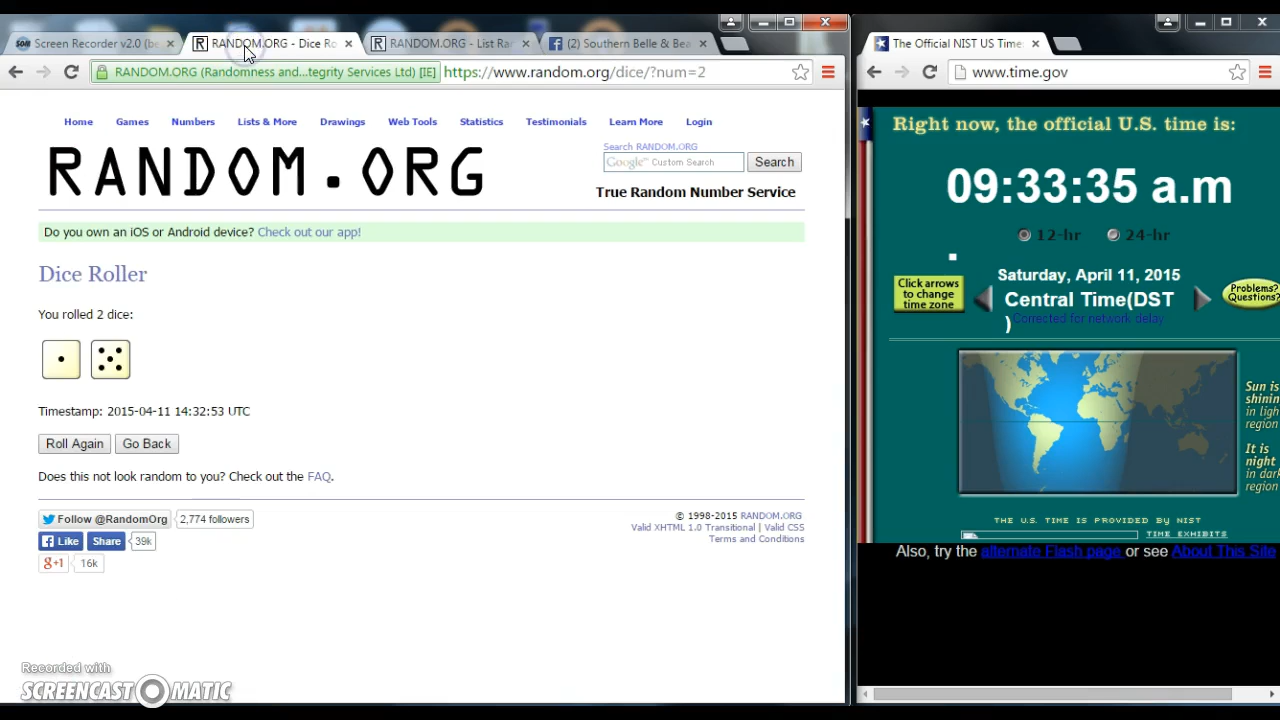 Screen Recorder v2.0 (be
RANDOM.ORG - Dice Ro
RANDOM.ORG - List Ran
(2) Southern Belle & Bea
RANDOM.ORG (Randomness and...tegrity Services Ltd) [IE]
https://www.random.org/dice/?num=2
Home Games Numbers Lists & More Drawings Web Tools Statistics Testimonials Learn More Login
RANDOM.ORG
Search RANDOM.ORG
Google™ Custom Search
Search
True Random Number Service
Do you own an iOS or Android device? Check out our app!
Dice Roller
You rolled 2 dice:
Timestamp: 2015-04-11 14:32:53 UTC
Roll Again Go Back
Does this not look random to you? Check out the FAQ.
Follow @RandomOrg 2,774 followers
Like Share 39k
g+1 16k
© 1998-2015 RANDOM.ORG
Valid XHTML 1.0 Transitional | Valid CSS
Terms and Conditions
Recorded with
SCREENCAST O MATIC
The Official NIST US Time:
www.time.gov
Right now, the official U.S. time is:
09:33:35 a.m
12-hr 24-hr
Click arrows
to change
time zone
Saturday, April 11, 2015
Central Time(DST
)
Corrected for network delay
Problems?
Questions?
Sun is
shining
in ligh
region
It is
night
in dark
region
THE U.S. TIME IS PROVIDED BY NIST
TIME EXHIBITS
Also, try the alternate Flash page or see About This Site